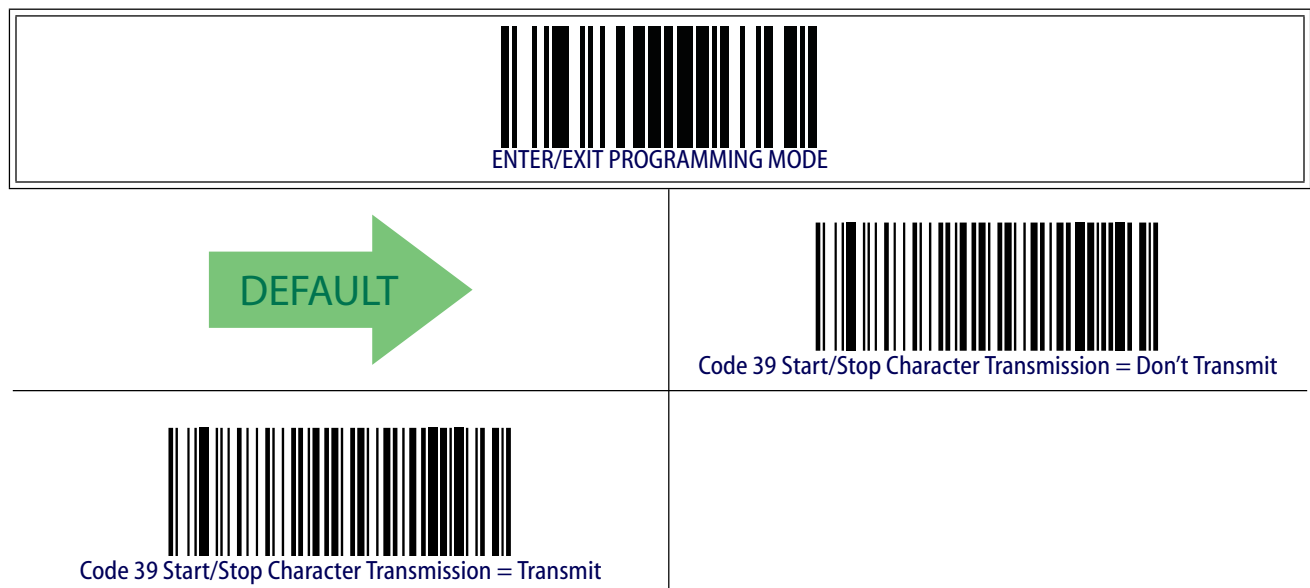 ENTER/EXIT PROGRAMMING MODE
DEFAULT
Code 39 Start/Stop Character Transmission = Don't Transmit
Code 39 Start/Stop Character Transmission = Transmit